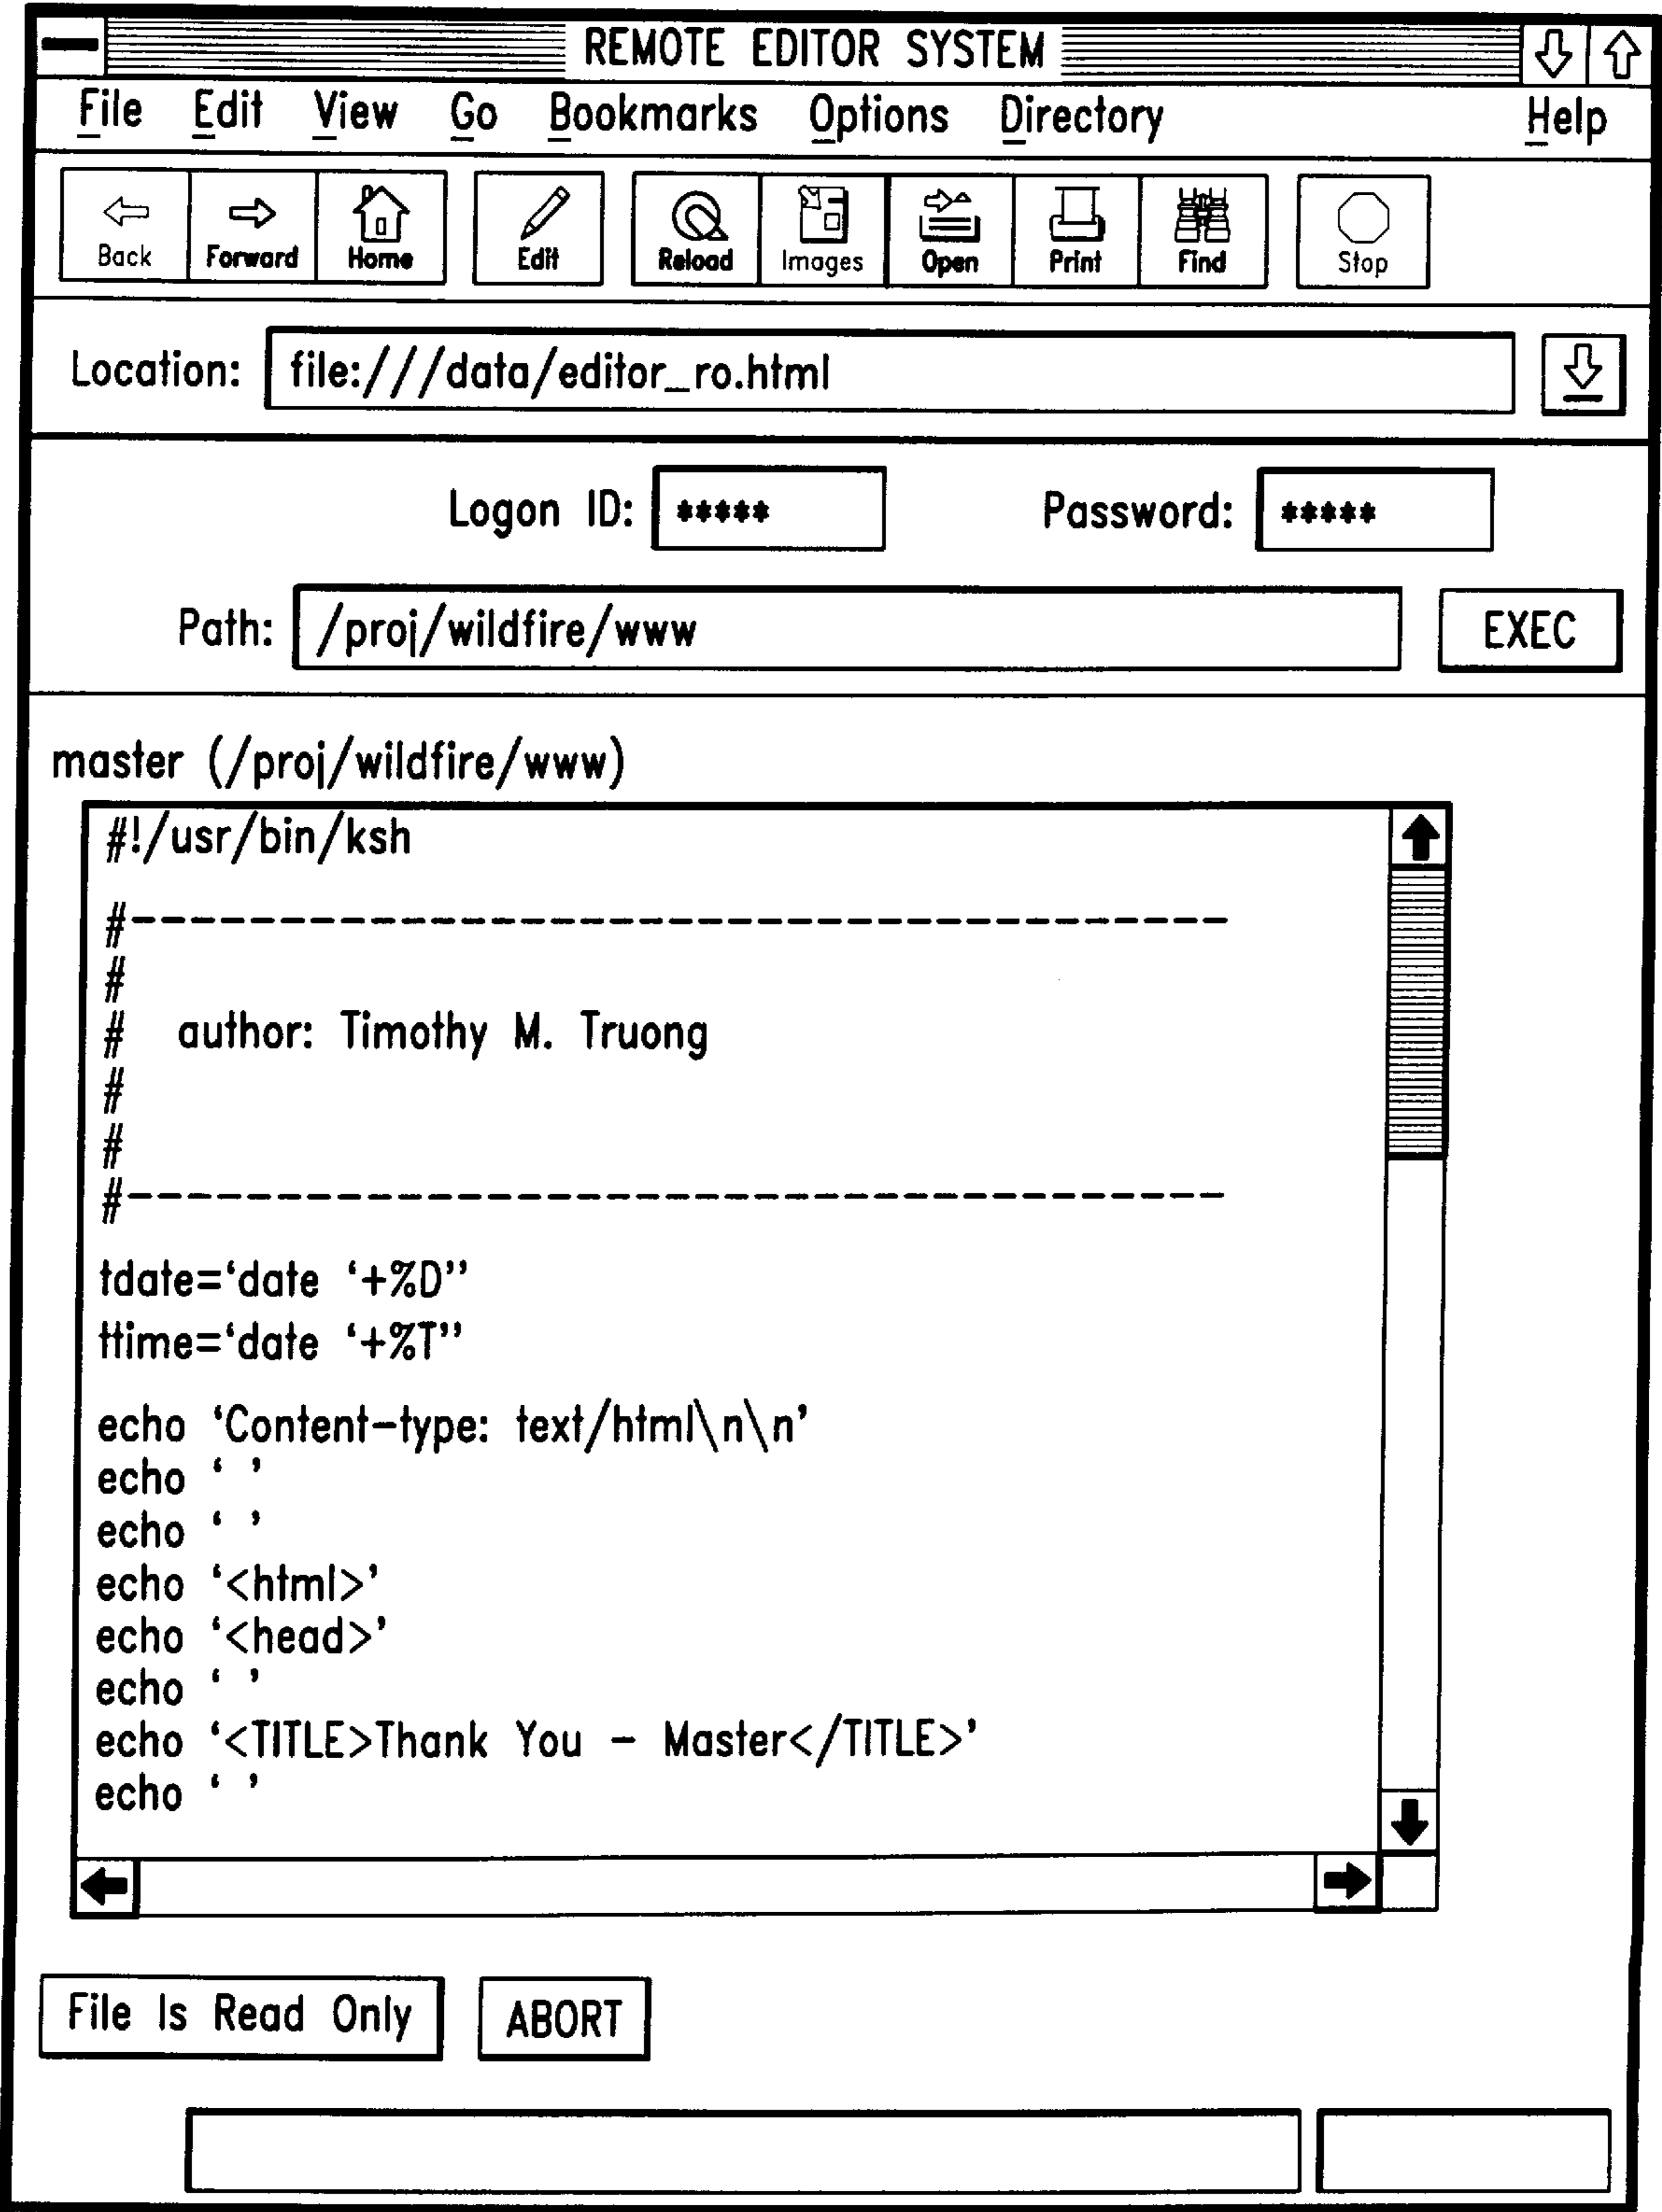 REMOTE EDITOR SYSTEM
File Edit View Go Bookmarks Options Directory Help
Back Forward Home Edit Reload Images Open Print Find Stop
Location: file:///data/editor_ro.html
Logon ID: ***** Password: *****
Path: /proj/wildfire/www EXEC
master (/proj/wildfire/www)
#!/usr/bin/ksh
#--------------------------------------
#
# author: Timothy M. Truong
#
#
#--------------------------------------
tdate=‘date ‘+%D’’
ttime=‘date ‘+%T’’
echo ‘Content-type: text/html\n\n’
echo ‘ ’
echo ‘ ’
echo ‘<html>’
echo ‘<head>’
echo ‘ ’
echo ‘<TITLE>Thank You - Master</TITLE>’
echo ‘ ’
File Is Read Only ABORT